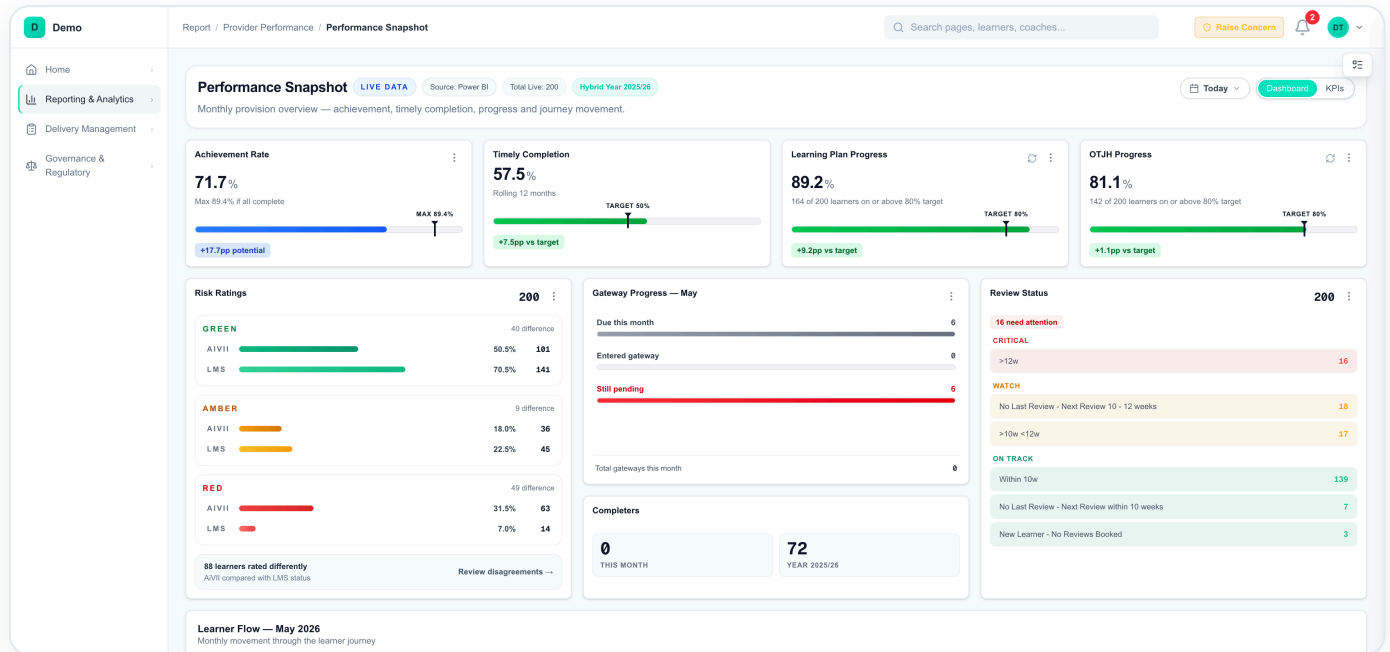 D Demo
Report / Provider Performance / Performance Snapshot
Search pages, learners, coaches...
Raise Concern
2
DT
Home
Reporting & Analytics
Delivery Management
Governance &
Regulatory
Performance Snapshot LIVE DATA Source: Power BI Total Live: 200 Hybrid Year 2025/26
Monthly provision overview — achievement, timely completion, progress and journey movement.
Today
Dashboard KPIs
Achievement Rate
71.7%
Max 89.4% if all complete
MAX 89.4%
+17.7pp potential
Timely Completion
57.5%
Rolling 12 months
TARGET 50%
+7.5pp vs target
Learning Plan Progress
89.2%
164 of 200 learners on or above 80% target
TARGET 80%
+9.2pp vs target
OTJH Progress
81.1%
142 of 200 learners on or above 80% target
TARGET 80%
+1.1pp vs target
Risk Ratings 200
GREEN 40 difference
AIVII 50.5% 101
LMS 70.5% 141
AMBER 9 difference
AIVII 18.0% 36
LMS 22.5% 45
RED 49 difference
AIVII 31.5% 63
LMS 7.0% 14
88 learners rated differently
AiVII compared with LMS status
Review disagreements →
Gateway Progress — May
Due this month 6
Entered gateway 0
Still pending 6
Total gateways this month 0
Completers
0
THIS MONTH
72
YEAR 2025/26
Review Status 200
16 need attention
CRITICAL
>12w 16
WATCH
No Last Review - Next Review 10 - 12 weeks 18
>10w <12w 17
ON TRACK
Within 10w 139
No Last Review - Next Review within 10 weeks 7
New Learner - No Reviews Booked 3
Learner Flow — May 2026
Monthly movement through the learner journey